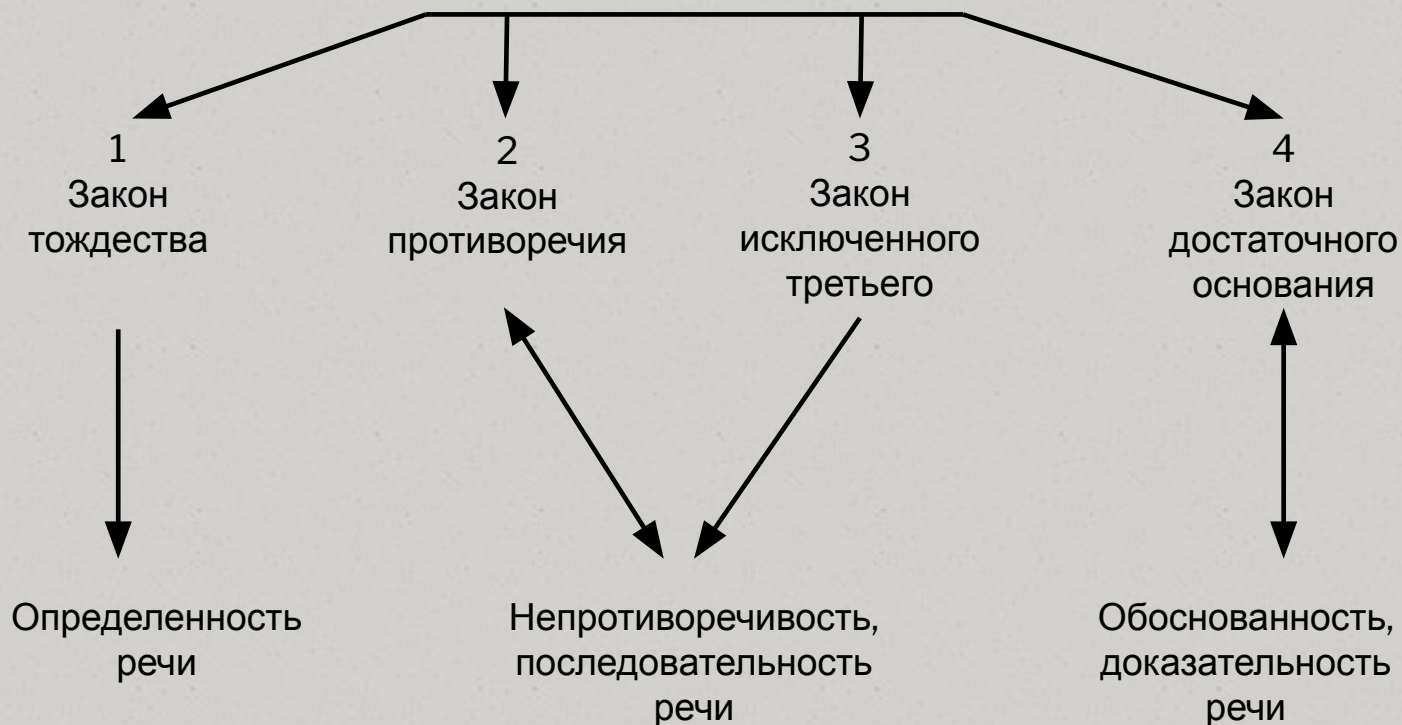 1
Закон
тождества
2
Закон
противоречия
3
Закон
исключенного
третьего
4
Закон
достаточного
основания
Определенность
речи
Непротиворечивость,
последовательность
речи
Обоснованность,
доказательность
речи